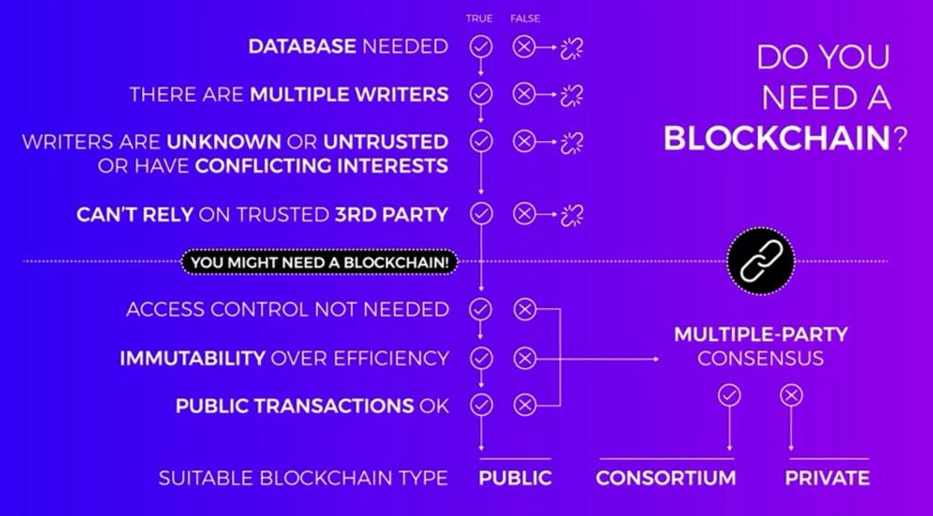 TRUE FALSE
DATABASE NEEDED
THERE ARE MULTIPLE WRITERS
WRITERS ARE UNKNOWN OR UNTRUSTED
OR HAVE CONFLICTING INTERESTS
CAN'T RELY ON TRUSTED 3RD PARTY
DO YOU
NEED A
BLOCKCHAIN?
YOU MIGHT NEED A BLOCKCHAIN!
ACCESS CONTROL NOT NEEDED
IMMUTABILITY OVER EFFICIENCY
PUBLIC TRANSACTIONS OK
MULTIPLE-PARTY
CONSENSUS
SUITABLE BLOCKCHAIN TYPE PUBLIC CONSORTIUM PRIVATE